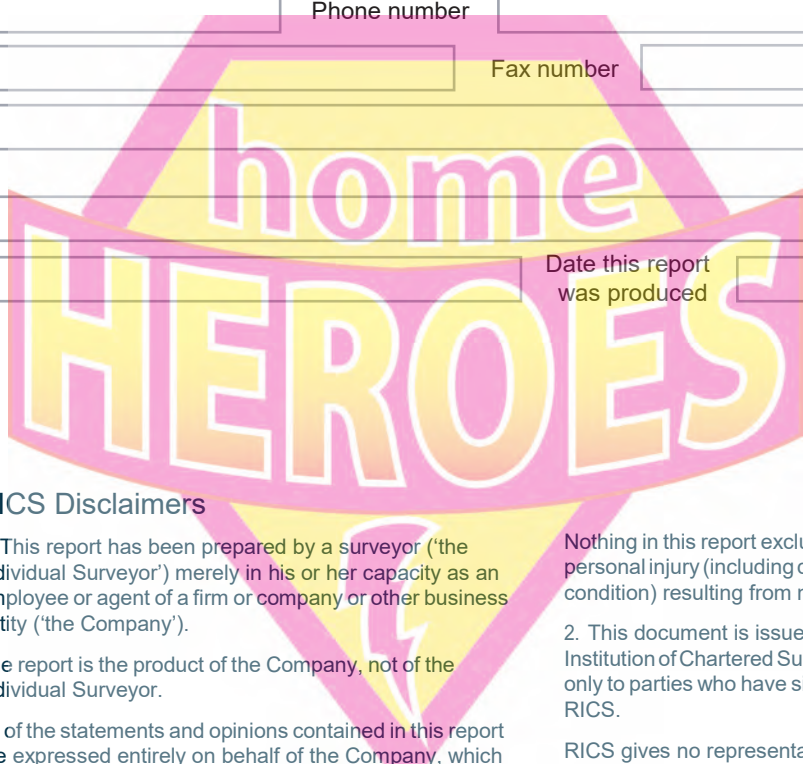 Phone number
Fax number
home
HEROES
Date this report
was produced
ICS Disclaimers
This report has been prepared by a surveyor (‘the
dividual Surveyor’) merely in his or her capacity as an
ployee or agent of a firm or company or other business
tity (‘the Company’).
e report is the product of the Company, not of the
dividual Surveyor.
of the statements and opinions contained in this report
e expressed entirely on behalf of the Company, which
Nothing in this report exclu
personal injury (including d
condition) resulting from n
2. This document is issue
Institution of Chartered Su
only to parties who have s
RICS.
RICS gives no representa